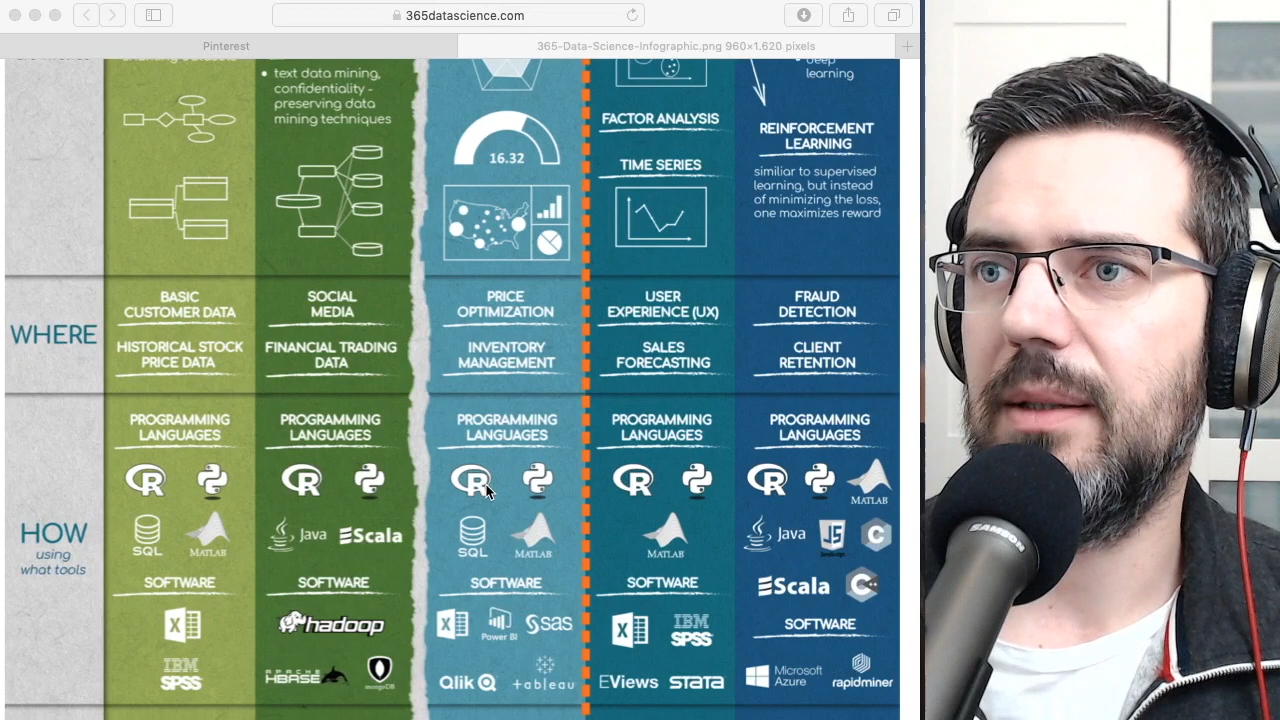 365datascience.com
Pinterest
365-Data-Science-Infographic.png 960×1.620 pixels
text data mining,
confidentiality -
preserving data
mining techniques
16.32
FACTOR ANALYSIS
TIME SERIES
deep
learning
REINFORCEMENT
LEARNING
similiar to supervised
learning, but instead
of minimizing the loss,
one maximizes reward
WHERE
BASIC
CUSTOMER DATA
HISTORICAL STOCK
PRICE DATA
SOCIAL
MEDIA
FINANCIAL TRADING
DATA
PRICE
OPTIMIZATION
INVENTORY
MANAGEMENT
USER
EXPERIENCE (UX)
SALES
FORECASTING
FRAUD
DETECTION
CLIENT
RETENTION
HOW
using
what tools
PROGRAMMING
LANGUAGES
R
SQL
MATLAB
SOFTWARE
X
IBM
SPSS
PROGRAMMING
LANGUAGES
R
Java
Scala
SOFTWARE
hadoop
APACHE
HBASE
mongoDB
PROGRAMMING
LANGUAGES
R
SQL
MATLAB
SOFTWARE
X
Power BI
sas
Qlik
+ableau
PROGRAMMING
LANGUAGES
R
MATLAB
SOFTWARE
X
IBM
SPSS
EViews
STATA
PROGRAMMING
LANGUAGES
R
MATLAB
Java
JS
JavaScript
C
Scala
C
SOFTWARE
Microsoft
Azure
rapidminer
SAMSON